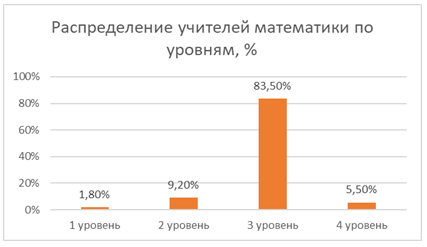 Распределение учителей математики по
уровням, %
100%
80%
60%
40%
20%
0%
1,80%
9,20%
83,50%
5,50%
1 уровень
2 уровень
3 уровень
4 уровень